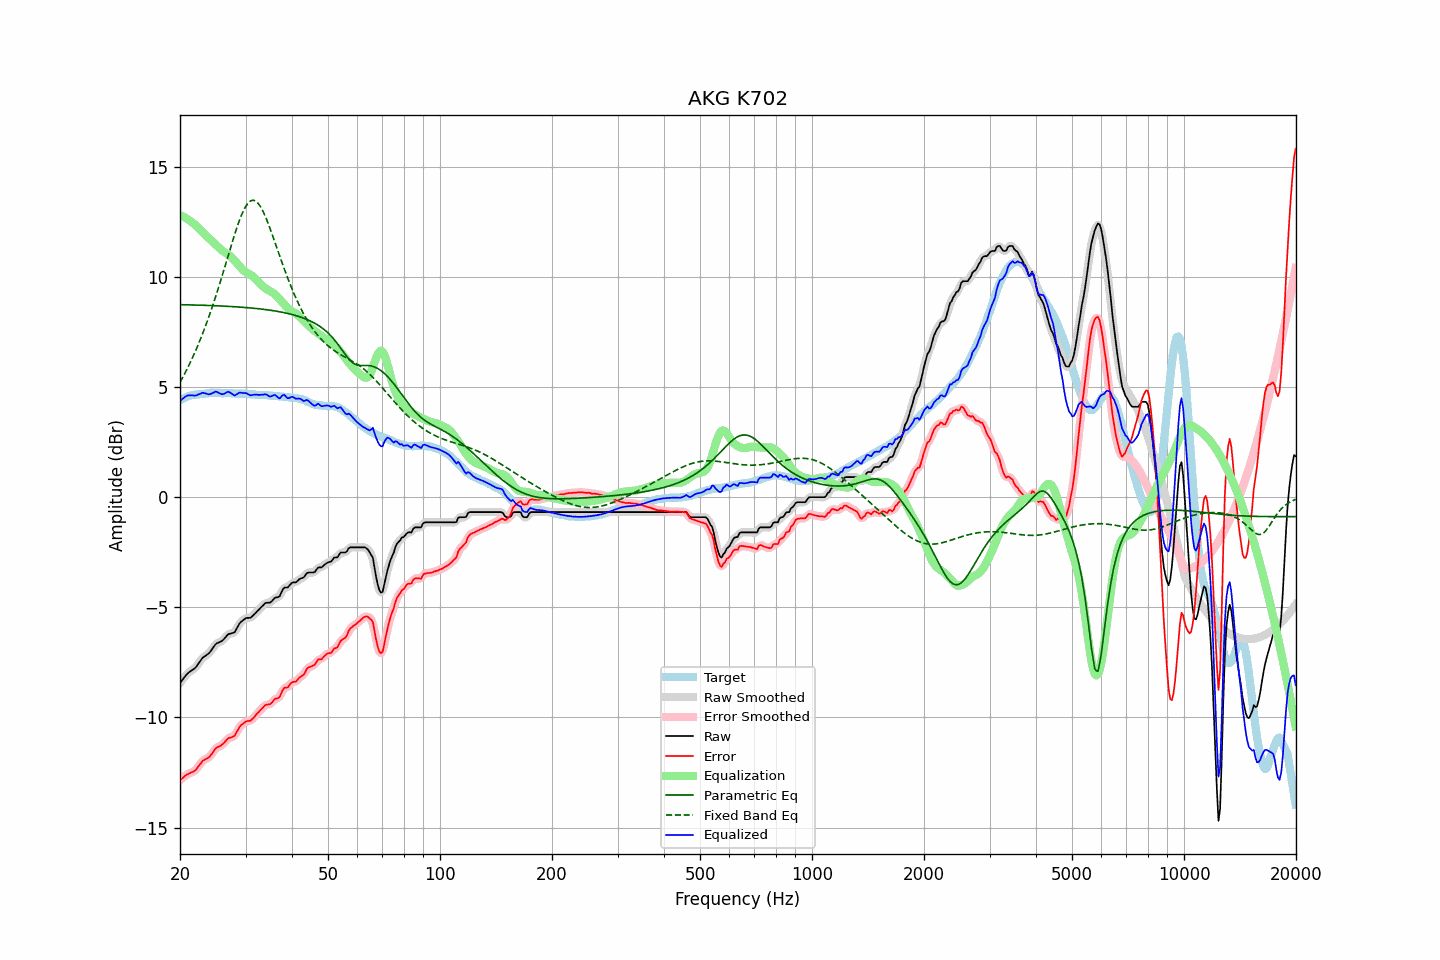 AKG K702
Amplitude (dBr)
15
10
5
0
−5
−10
−15
Target
Raw Smoothed
Error Smoothed
Raw
Error
Equalization
Parametric Eq
Fixed Band Eq
Equalized
20 50 100 200 500 1000 2000 5000 10000 20000
Frequency (Hz)